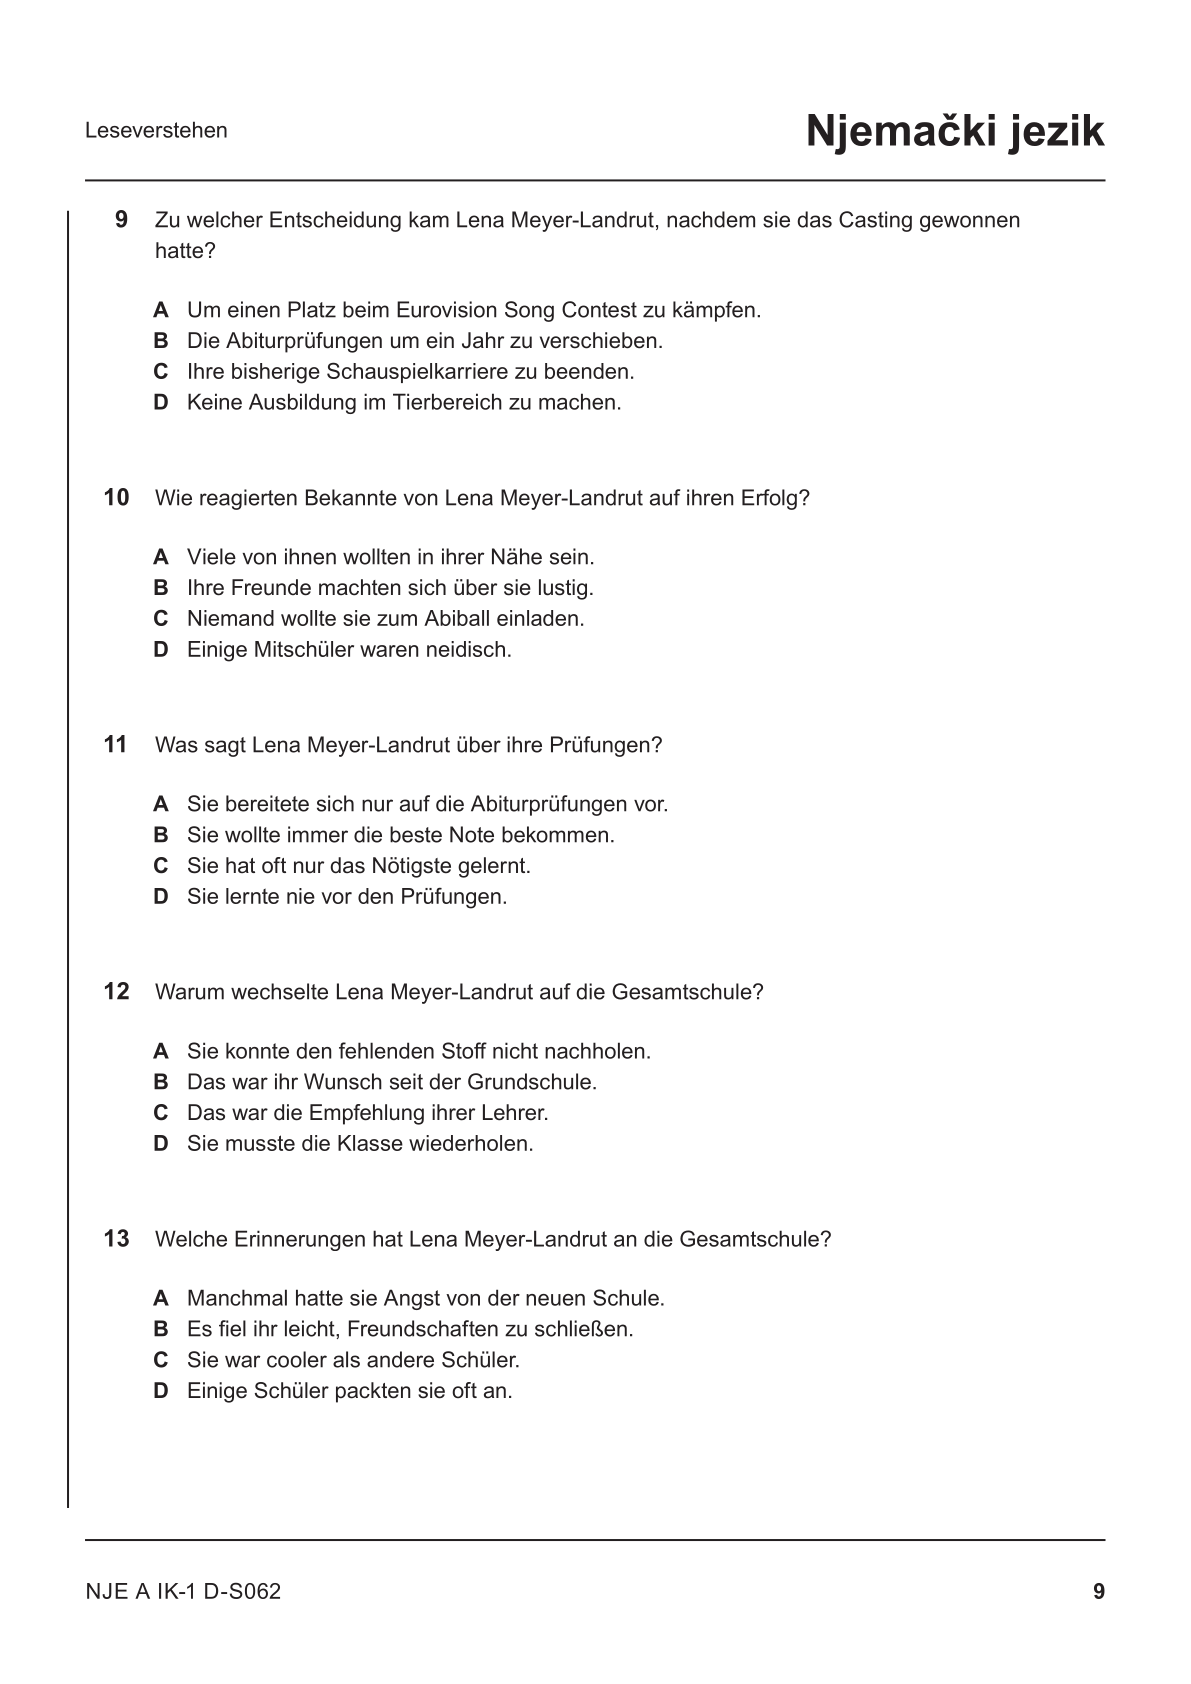 Leseverstehen
Njemački jezik
9 Zu welcher Entscheidung kam Lena Meyer-Landrut, nachdem sie das Casting gewonnen
hatte?
A Um einen Platz beim Eurovision Song Contest zu kämpfen.
B Die Abiturprüfungen um ein Jahr zu verschieben.
C Ihre bisherige Schauspielkarriere zu beenden.
D Keine Ausbildung im Tierbereich zu machen.
10 Wie reagierten Bekannte von Lena Meyer-Landrut auf ihren Erfolg?
A Viele von ihnen wollten in ihrer Nähe sein.
B Ihre Freunde machten sich über sie lustig.
C Niemand wollte sie zum Abiball einladen.
D Einige Mitschüler waren neidisch.
11 Was sagt Lena Meyer-Landrut über ihre Prüfungen?
A Sie bereitete sich nur auf die Abiturprüfungen vor.
B Sie wollte immer die beste Note bekommen.
C Sie hat oft nur das Nötigste gelernt.
D Sie lernte nie vor den Prüfungen.
12 Warum wechselte Lena Meyer-Landrut auf die Gesamtschule?
A Sie konnte den fehlenden Stoff nicht nachholen.
B Das war ihr Wunsch seit der Grundschule.
C Das war die Empfehlung ihrer Lehrer.
D Sie musste die Klasse wiederholen.
13 Welche Erinnerungen hat Lena Meyer-Landrut an die Gesamtschule?
A Manchmal hatte sie Angst von der neuen Schule.
B Es fiel ihr leicht, Freundschaften zu schließen.
C Sie war cooler als andere Schüler.
D Einige Schüler packten sie oft an.
NJE A IK-1 D-S062
9